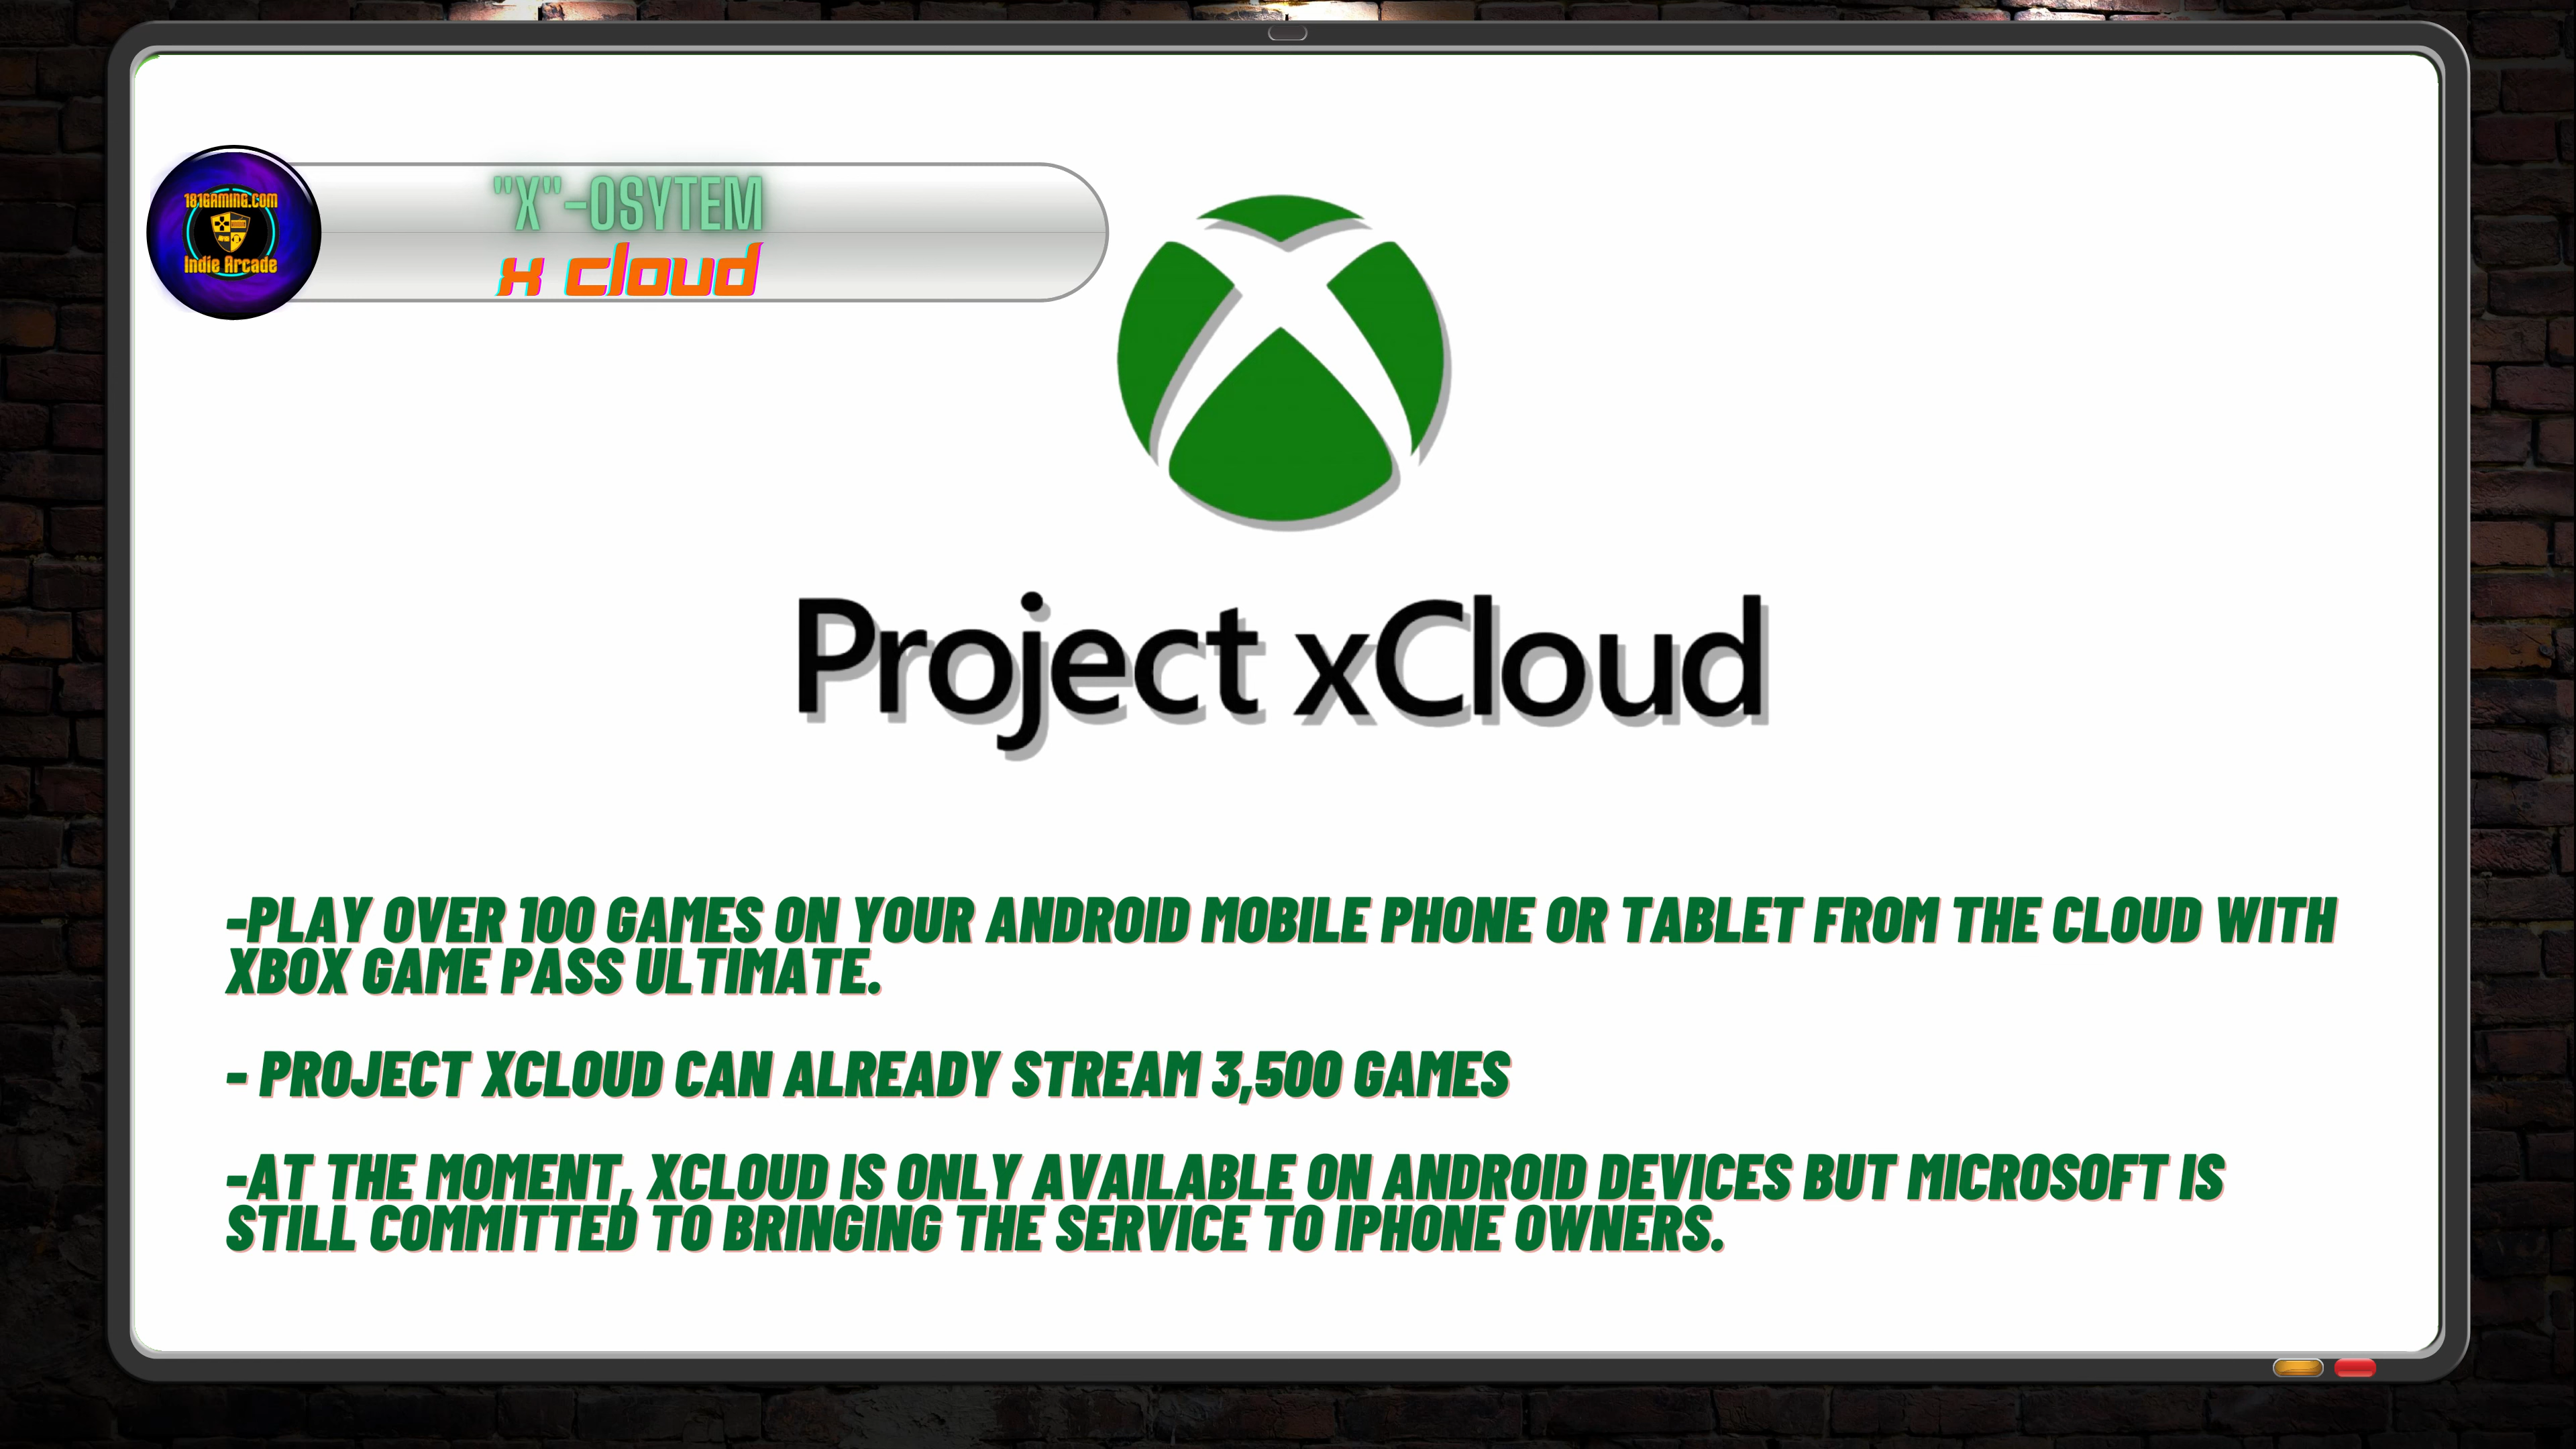 181GAMING.COM
Indie Arcade
"X"-OSYTEM
x cloud
Project xCloud
-PLAY OVER 100 GAMES ON YOUR ANDROID MOBILE PHONE OR TABLET FROM THE CLOUD WITH
XBOX GAME PASS ULTIMATE.
- PROJECT XCLOUD CAN ALREADY STREAM 3,500 GAMES
-AT THE MOMENT, XCLOUD IS ONLY AVAILABLE ON ANDROID DEVICES BUT MICROSOFT IS
STILL COMMITTED TO BRINGING THE SERVICE TO IPHONE OWNERS.